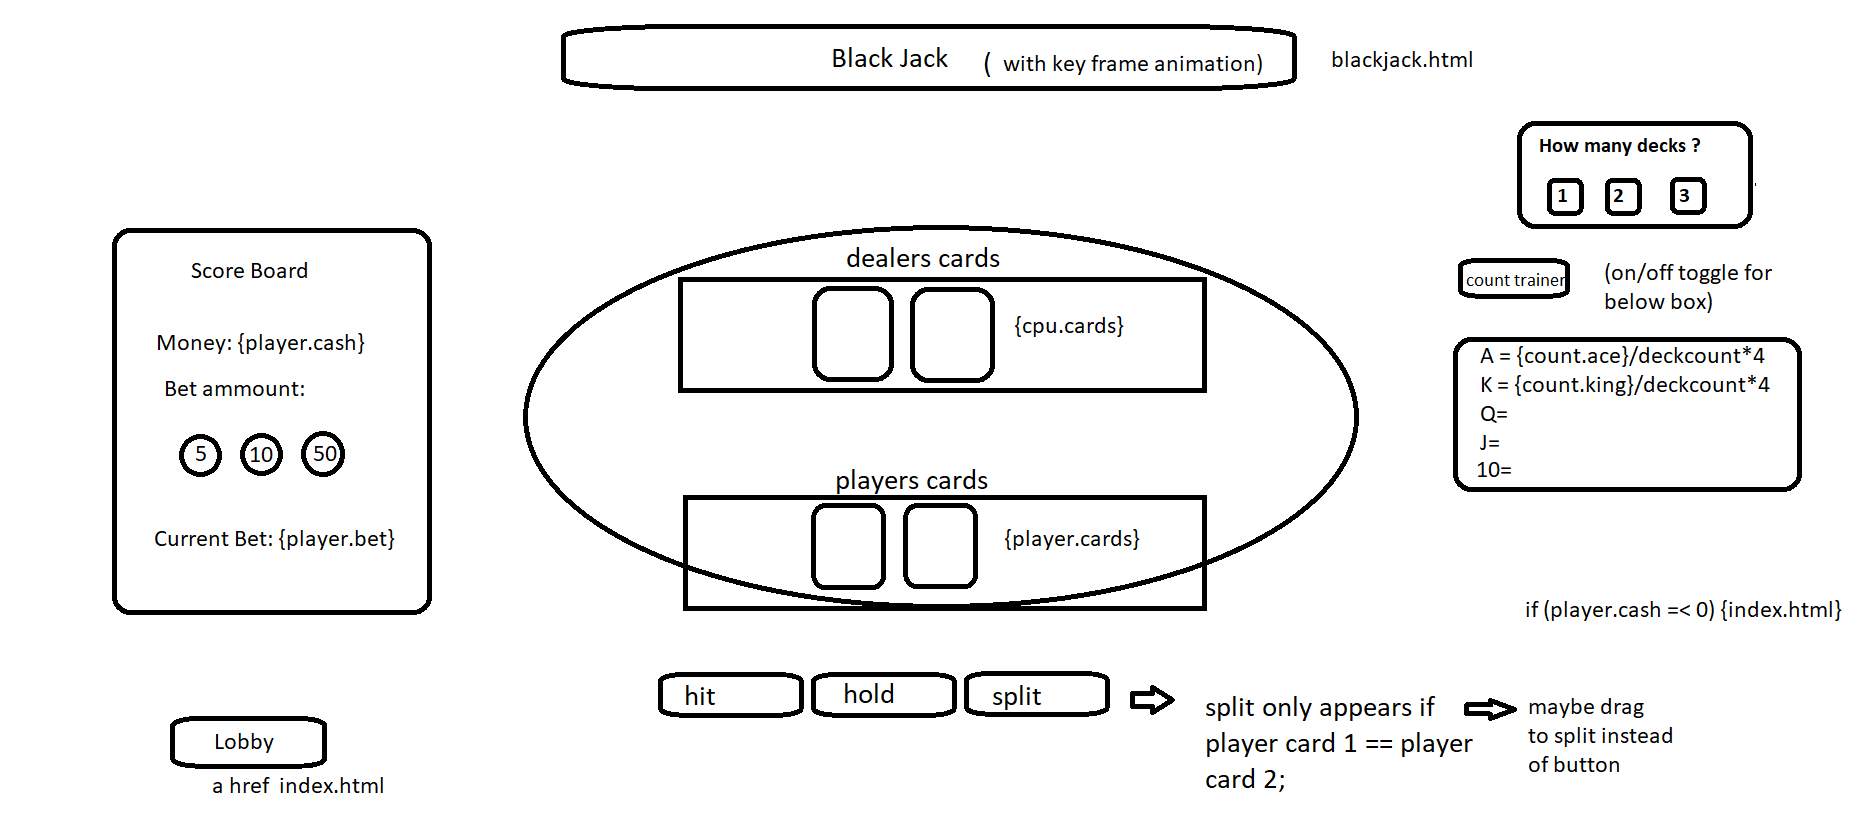 Black Jack ( with key frame animation)
blackjack.html
How many decks ?
1 2 3
count trainer
(on/off toggle for
below box)
A = {count.ace}/deckcount*4
K = {count.king}/deckcount*4
Q=
J=
10=
Score Board
Money: {player.cash}
Bet ammount:
5 10 50
Current Bet: {player.bet}
dealers cards
{cpu.cards}
players cards
{player.cards}
if (player.cash =< 0) {index.html}
hit hold split
split only appears if
player card 1 == player
card 2;
maybe drag
to split instead
of button
Lobby
a href index.html